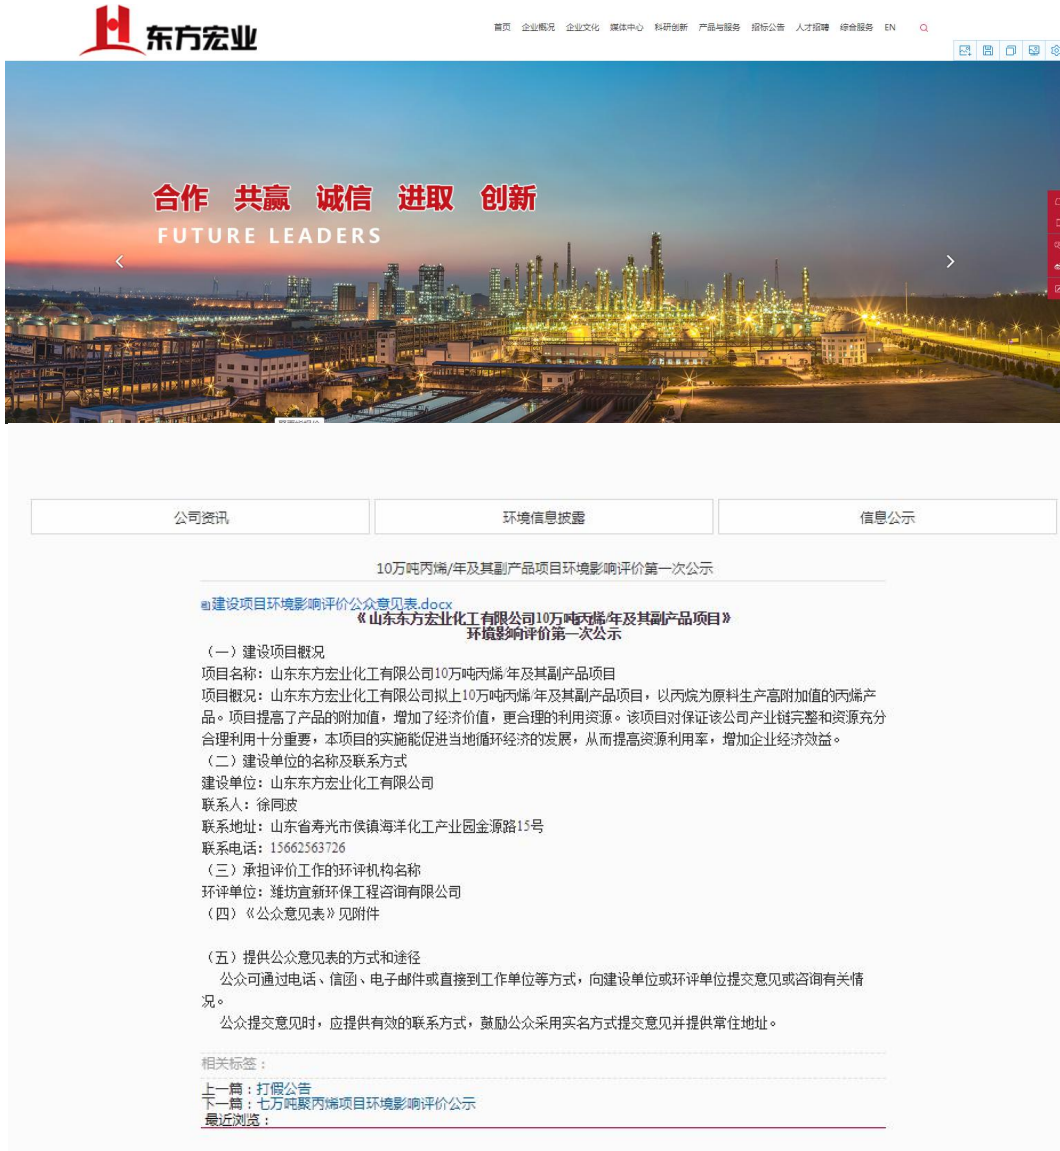 东方宏业
首页 企业概况 企业文化 媒体中心 科研创新 产品与服务 招标公告 人才招聘 综合服务 EN
合作 共赢 诚信 进取 创新
FUTURE LEADERS
公司资讯 环境信息披露 信息公示
10万吨丙烯/年及其副产品项目环境影响评价第一次公示
建设项目环境影响评价公众意见表.docx
《山东东方宏业化工有限公司10万吨丙烯/年及其副产品项目》
环境影响评价第一次公示
（一）建设项目概况
项目名称：山东东方宏业化工有限公司10万吨丙烯/年及其副产品项目
项目概况：山东东方宏业化工有限公司拟上10万吨丙烯/年及其副产品项目，以丙烷为原料生产高附加值的丙烯产
品。项目提高了产品的附加值，增加了经济价值，更合理的利用资源。该项目对保证该公司产业链完整和资源充分
合理利用十分重要，本项目的实施能促进当地循环经济的发展，从而提高资源利用率，增加企业经济效益。
（二）建设单位的名称及联系方式
建设单位：山东东方宏业化工有限公司
联系人：徐同波
联系地址：山东省寿光市侯镇海洋化工产业园金源路15号
联系电话：15662563726
（三）承担评价工作的环评机构名称
环评单位：潍坊宜新环保工程咨询有限公司
（四）《公众意见表》见附件
（五）提供公众意见表的方式和途径
公众可通过电话、信函、电子邮件或直接到工作单位等方式，向建设单位或环评单位提交意见或咨询有关情
况。
公众提交意见时，应提供有效的联系方式，鼓励公众采用实名方式提交意见并提供常住地址。
相关标签：
上一篇：打假公告
下一篇：七万吨聚丙烯项目环境影响评价公示
最近浏览：